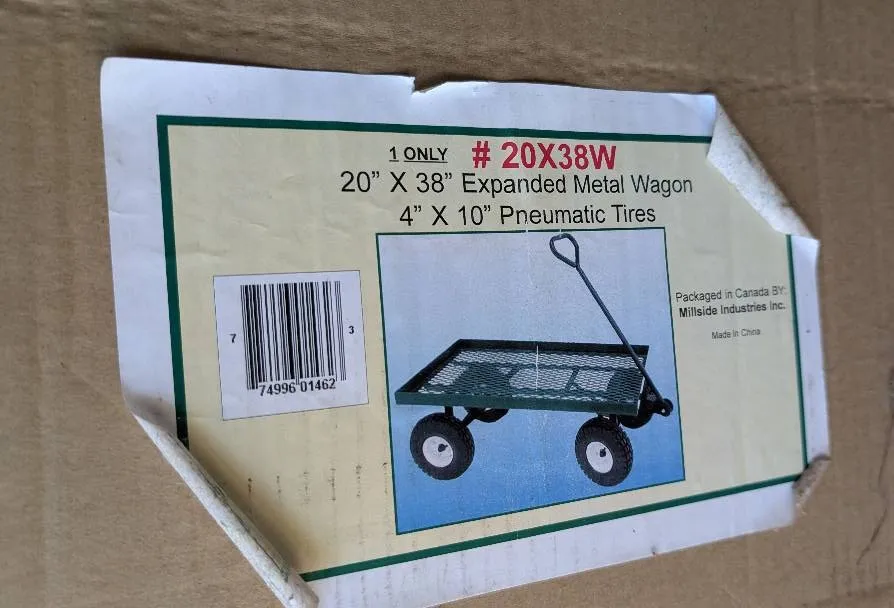 1 ONLY # 20X38W
20” X 38” Expanded Metal Wagon
4” X 10” Pneumatic Tires
Packaged in Canada BY:
Millside Industries Inc.
Made In China
7 74996 01462 3